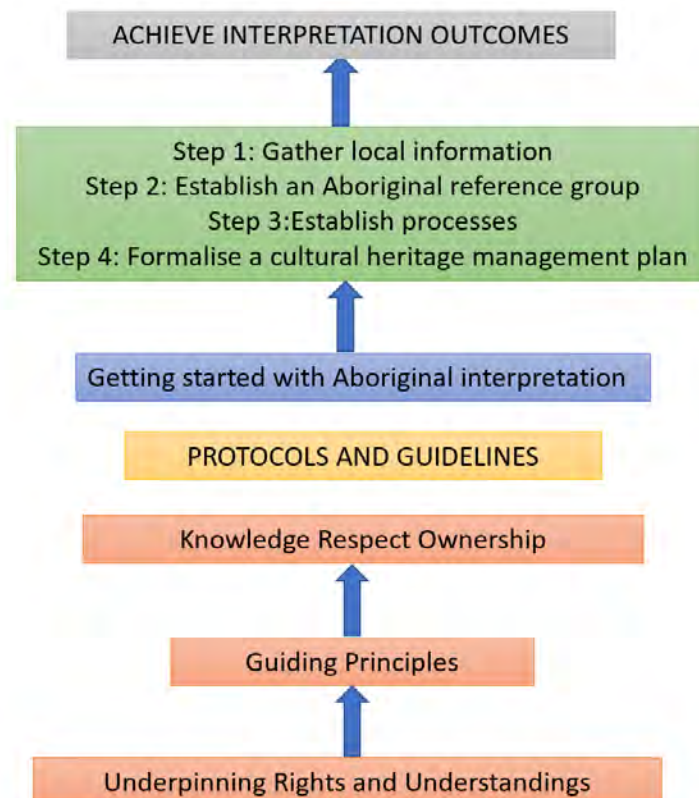 ACHIEVE INTERPRETATION OUTCOMES
Step 1: Gather local information
Step 2: Establish an Aboriginal reference group
Step 3:Establish processes
Step 4: Formalise a cultural heritage management plan
Getting started with Aboriginal interpretation
PROTOCOLS AND GUIDELINES
Knowledge Respect Ownership
Guiding Principles
Underpinning Rights and Understandings